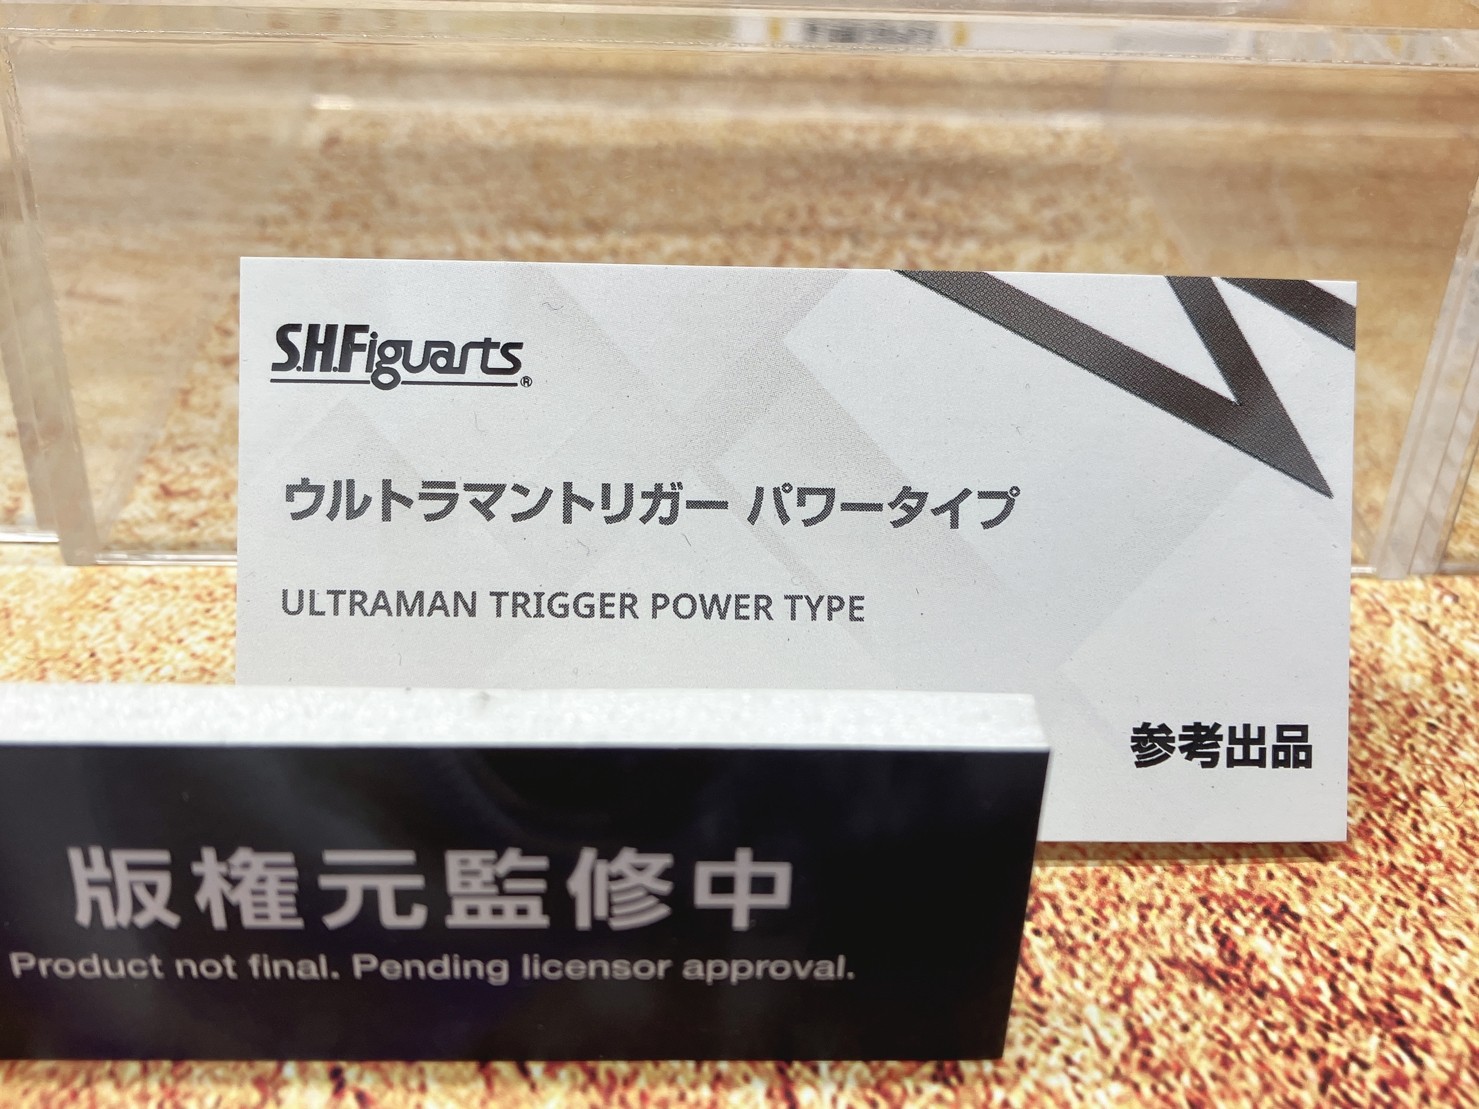 S.H.Figuarts®
ウルトラマントリガー パワータイプ
ULTRAMAN TRIGGER POWER TYPE
参考出品
版権元監修中
Product not final. Pending licensor approval.